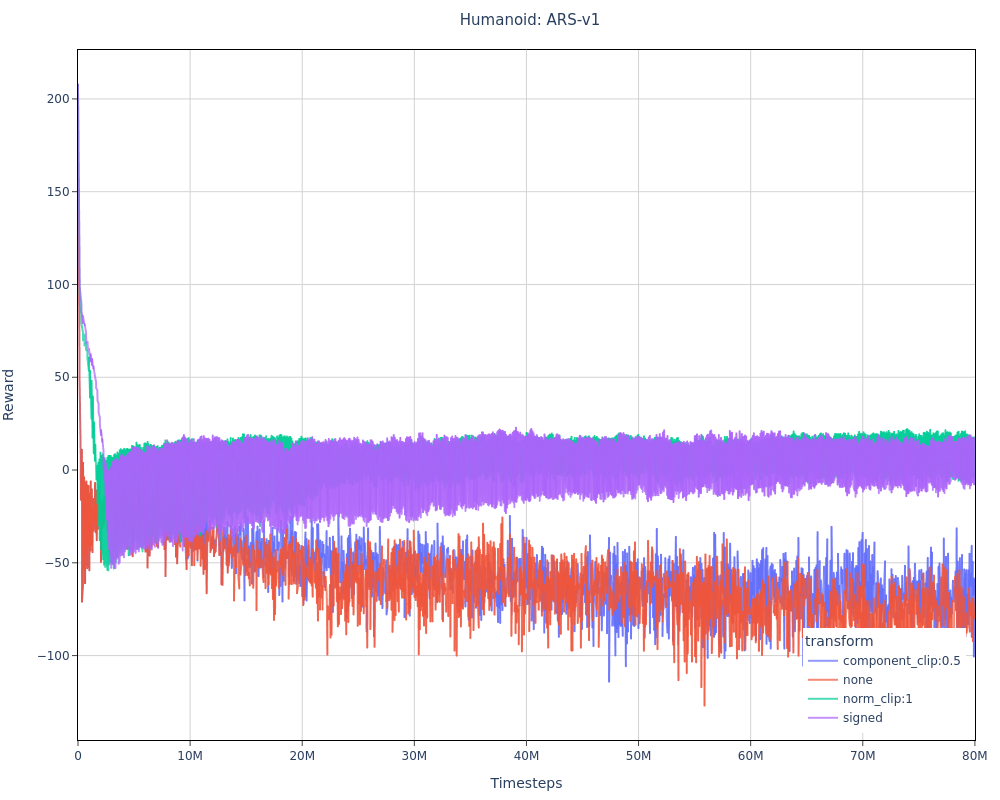 Humanoid: ARS-v1
Reward
200
150
100
50
0
−50
−100
0
10M
20M
30M
40M
50M
60M
70M
80M
Timesteps
transform
component_clip:0.5
none
norm_clip:1
signed